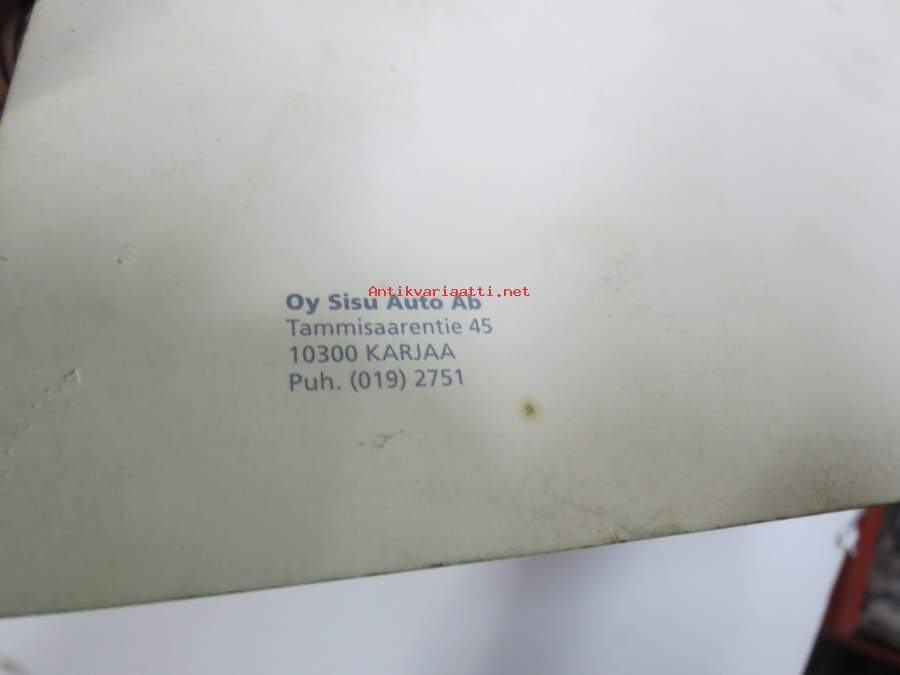 Antikvariaatti.net
Oy Sisu Auto Ab
Tammisaarentie 45
10300 KARJAA
Puh. (019) 2751